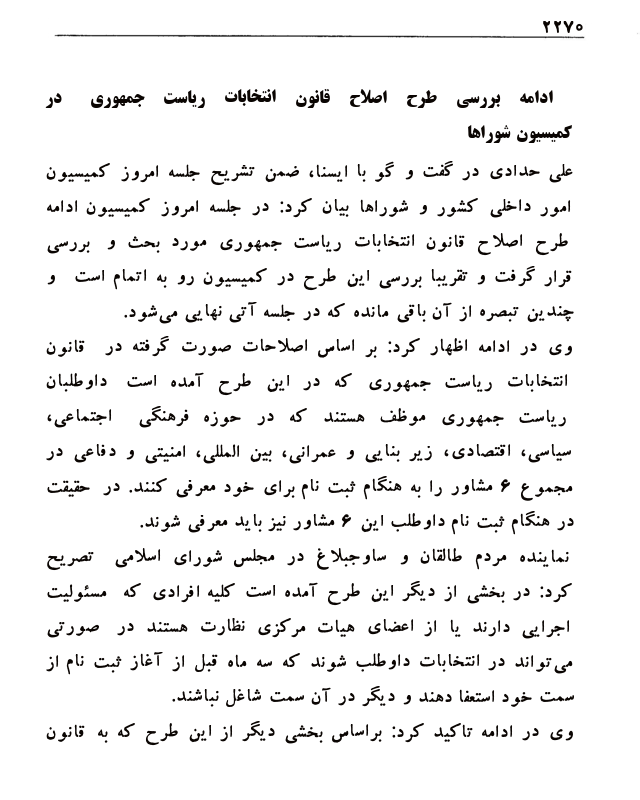 ۲۲۷۰
ادامه بررسی طرح اصلاح قانون انتخابات ریاست جمهوری در
کمیسیون شوراها
علی حدادی در گفت و گو با ایسنا، ضمن تشریح جلسه امروز کمیسیون
امور داخلی کشور و شوراها بیان کرد: در جلسه امروز کمیسیون ادامه
طرح اصلاح قانون انتخابات ریاست جمهوری مورد بحث و بررسی
قرار گرفت و تقریبا بررسی این طرح در کمیسیون رو به اتمام است و
چندین تبصره از آن باقی مانده که در جلسه آتی نهایی می‌شود.
وی در ادامه اظهار کرد: بر اساس اصلاحات صورت گرفته در قانون
انتخابات ریاست جمهوری که در این طرح آمده است داوطلبان
ریاست جمهوری موظف هستند که در حوزه فرهنگی اجتماعی،
سیاسی، اقتصادی، زیر بنایی و عمرانی، بین المللی، امنیتی و دفاعی در
مجموع ۶ مشاور را به هنگام ثبت نام برای خود معرفی کنند. در حقیقت
در هنگام ثبت نام داوطلب این ۶ مشاور نیز باید معرفی شوند.
نماینده مردم طالقان و ساوجبلاغ در مجلس شورای اسلامی تصریح
کرد: در بخشی از دیگر این طرح آمده است کلیه افرادی که مسئولیت
اجرایی دارند یا از اعضای هیات مرکزی نظارت هستند در صورتی
می‌تواند در انتخابات داوطلب شوند که سه ماه قبل از آغاز ثبت نام از
سمت خود استعفا دهند و دیگر در آن سمت شاغل نباشند.
وی در ادامه تاکید کرد: براساس بخشی دیگر از این طرح که به قانون